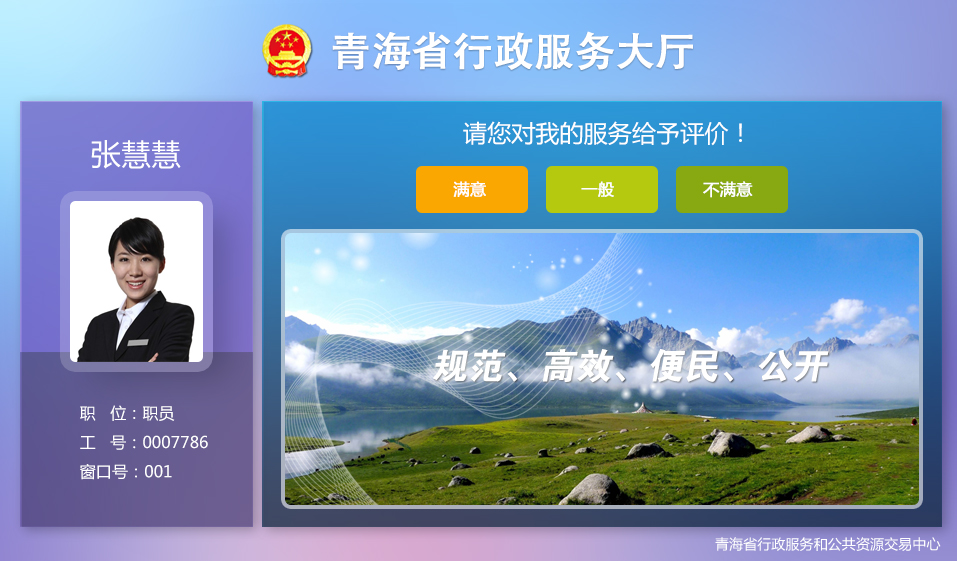 青海省行政服务大厅
张慧慧
职 位：职员
工 号：0007786
窗口号：001
请您对我的服务给予评价！
满意 一般 不满意
规范、高效、便民、公开
青海省行政服务和公共资源交易中心